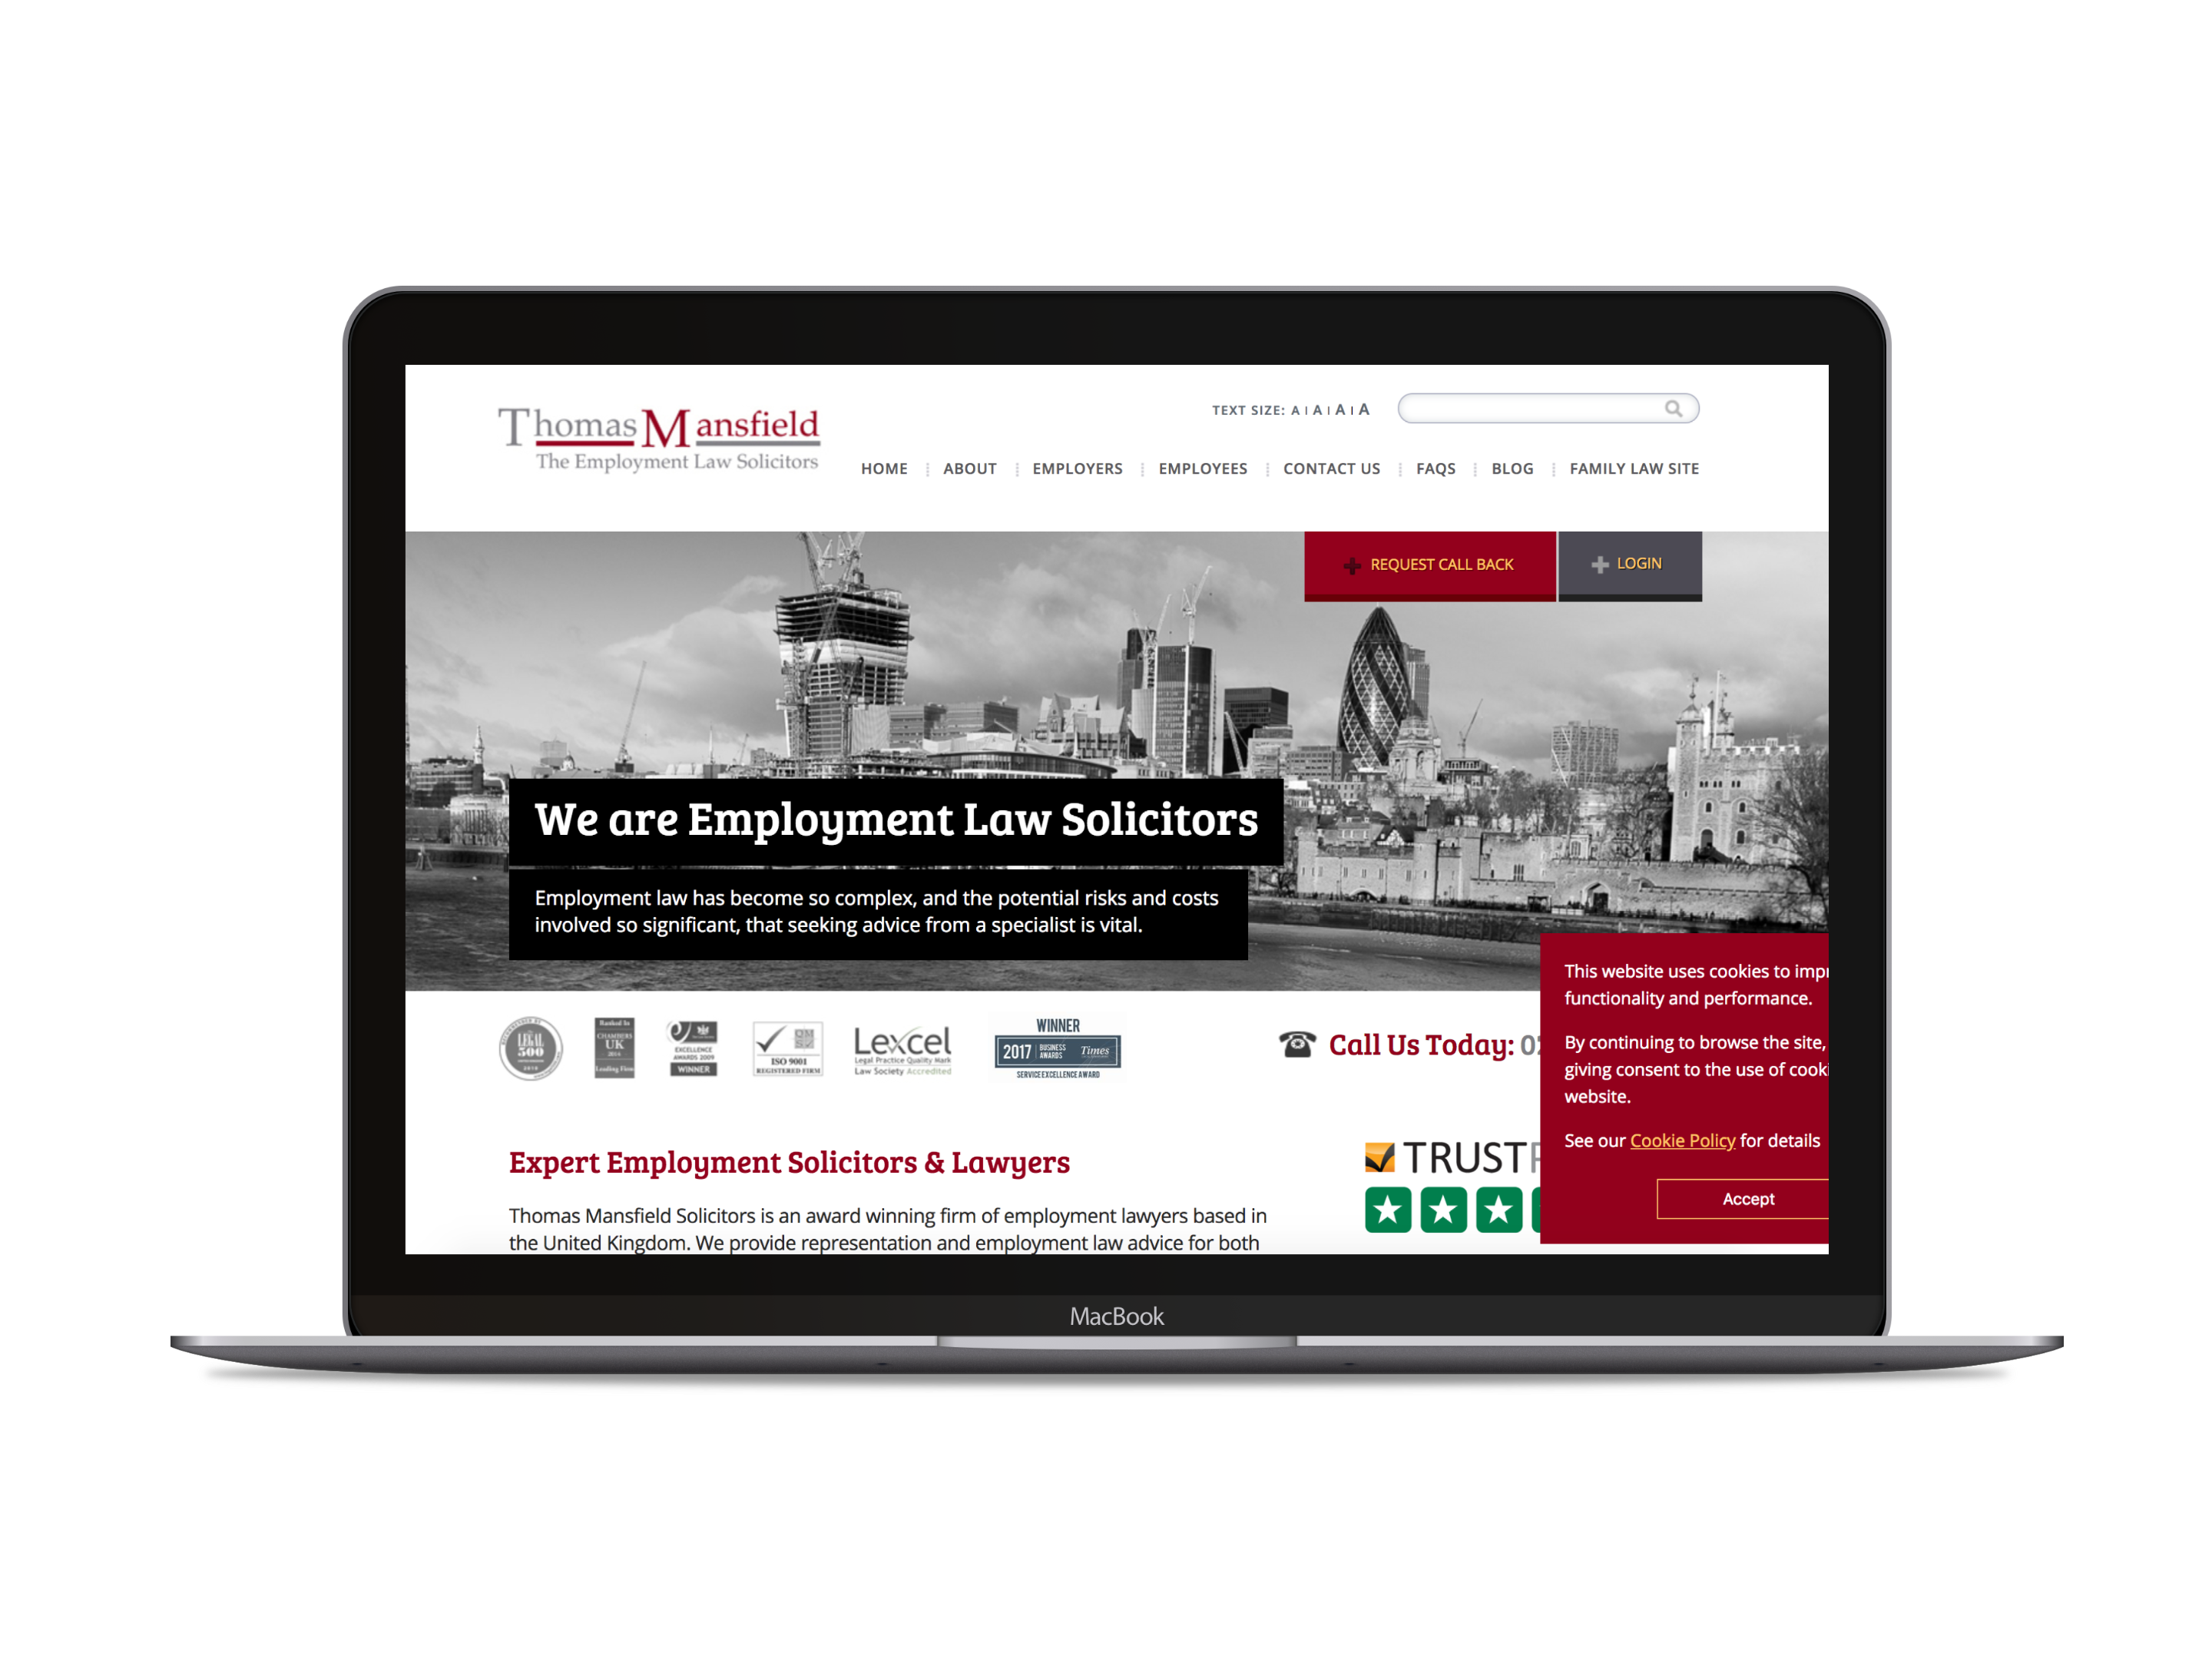 Thomas Mansfield
The Employment Law Solicitors
TEXT SIZE: A | A | A | A
HOME
ABOUT
EMPLOYERS
EMPLOYEES
CONTACT US
FAQS
BLOG
FAMILY LAW SITE
REQUEST CALL BACK
LOGIN
We are Employment Law Solicitors
Employment law has become so complex, and the potential risks and costs
involved so significant, that seeking advice from a specialist is vital.
LEGAL
500
Ranked In
CHAMBERS
UK
2014
Leading Firm
EXCELLENCE
AWARDS 2009
WINNER
ISO 9001
REGISTERED FIRM
Lexcel
Legal Practice Quality Mark
Law Society Accredited
WINNER
2017 BUSINESS AWARDS Times
SERVICE EXCELLENCE AWARD
Call Us Today: 0
This website uses cookies to imp
functionality and performance.
By continuing to browse the site,
giving consent to the use of cooki
website.
See our Cookie Policy for details
Accept
Expert Employment Solicitors & Lawyers
Thomas Mansfield Solicitors is an award winning firm of employment lawyers based in
the United Kingdom. We provide representation and employment law advice for both
TRUST
MacBook